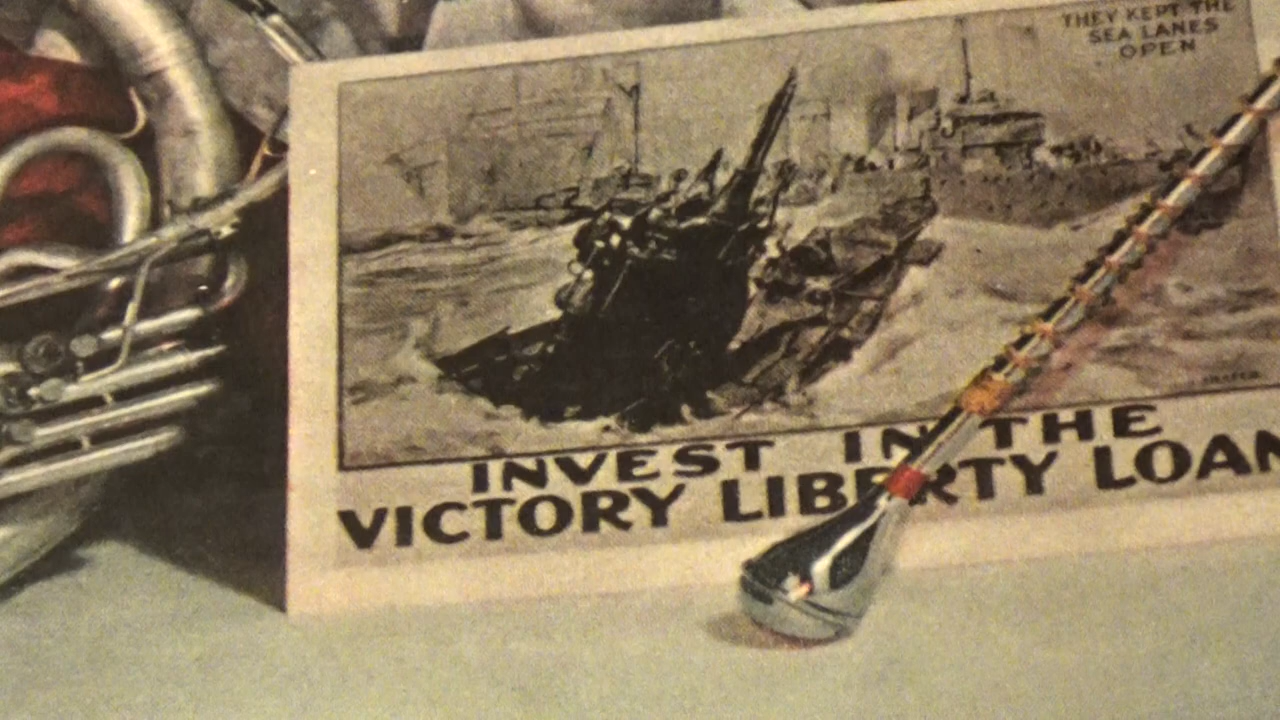 THEY KEPT THE
SEA LANES
OPEN
INVEST IN THE
VICTORY LIBERTY LOAN